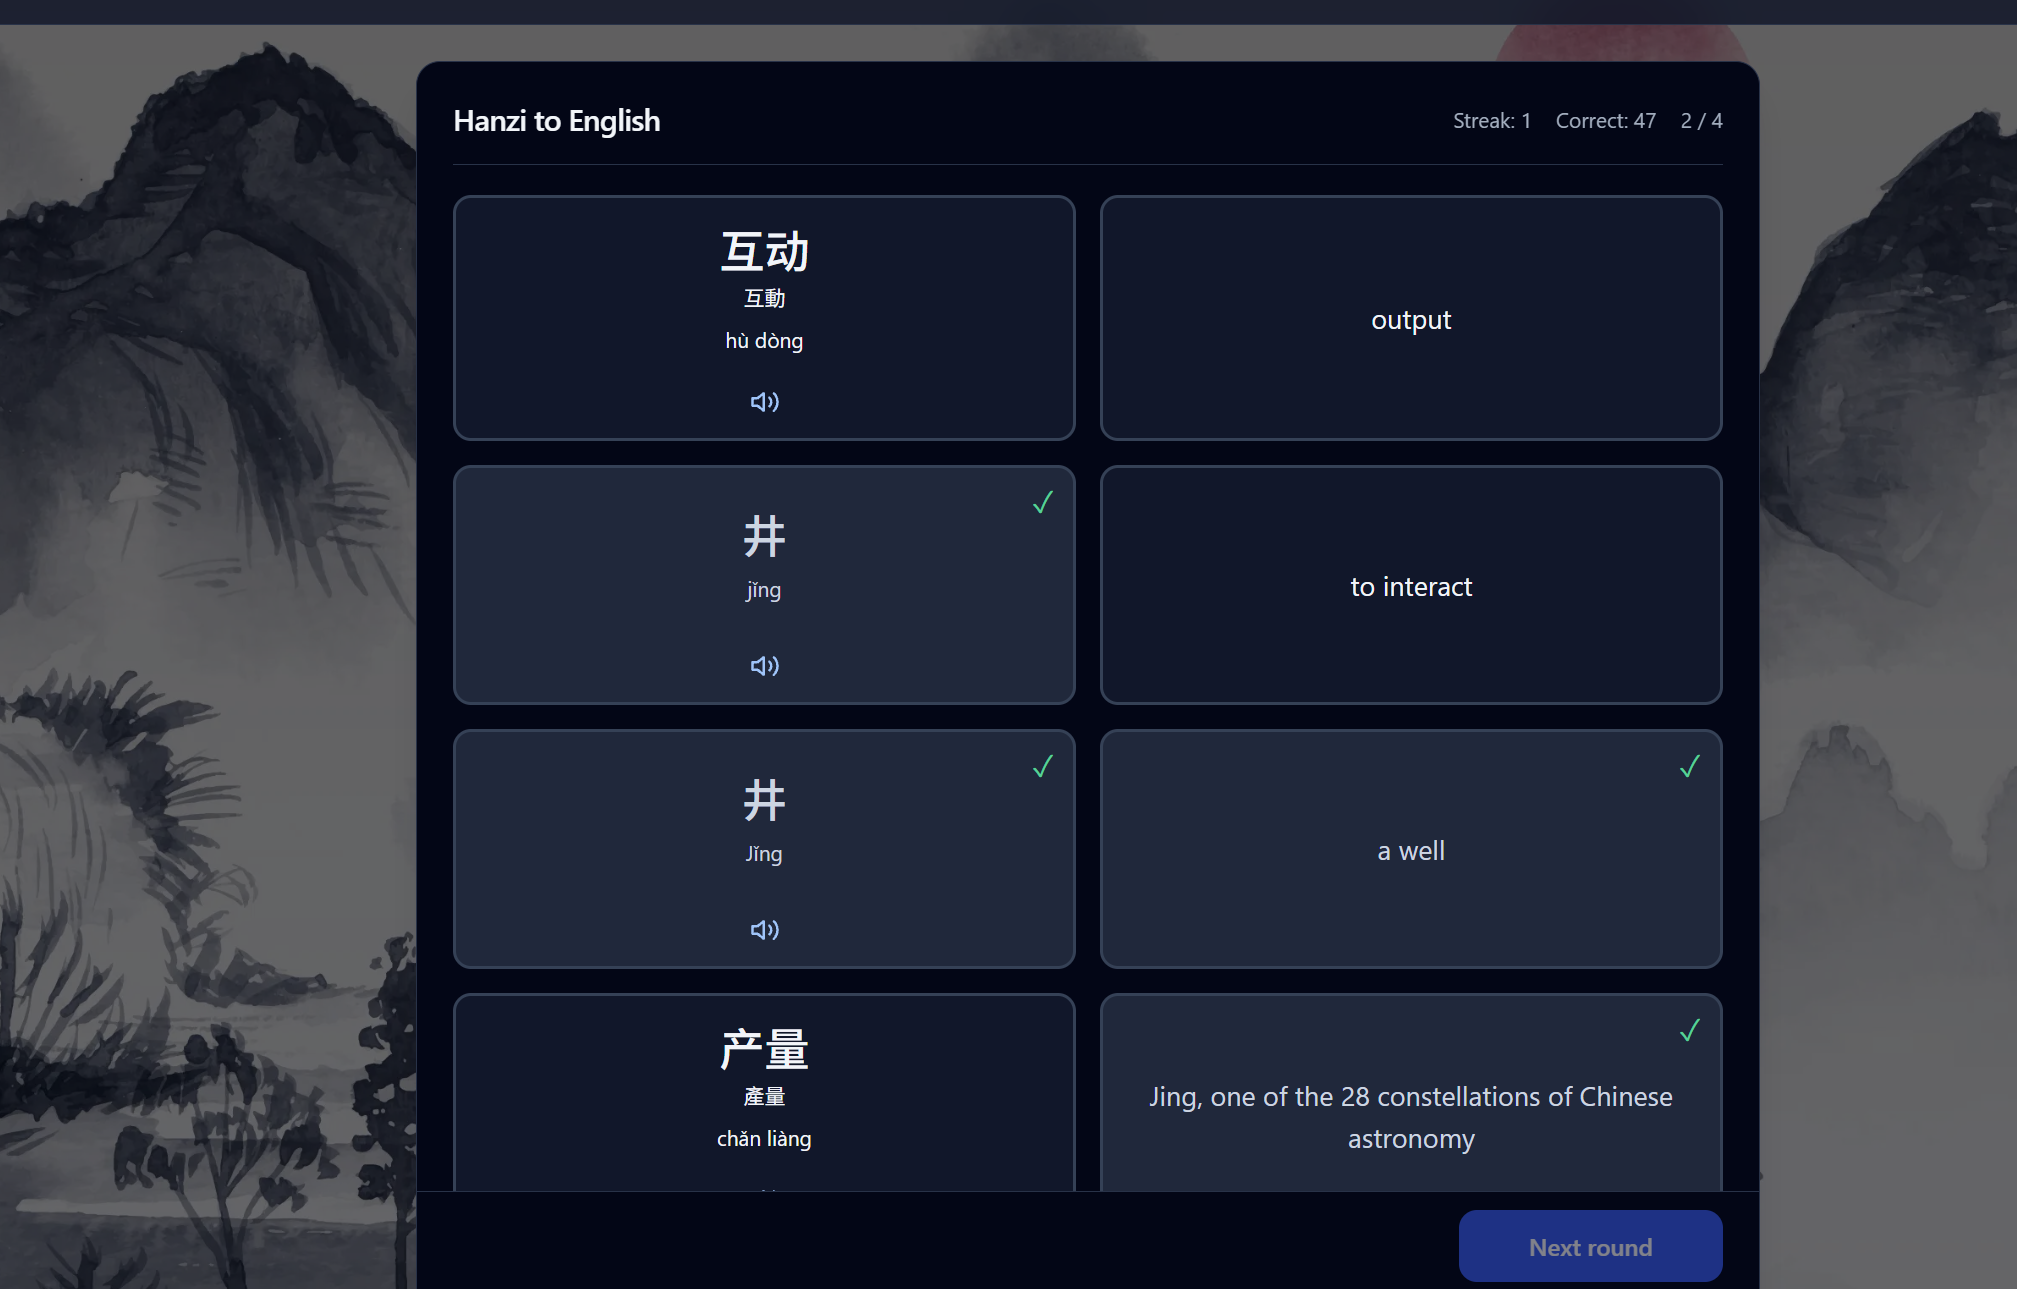 Hanzi to English
Streak: 1 Correct: 47 2 / 4
互动
互動
hù dòng
output
井
jǐng
to interact
井
Jǐng
a well
产量
產量
chǎn liàng
Jing, one of the 28 constellations of Chinese
astronomy
Next round